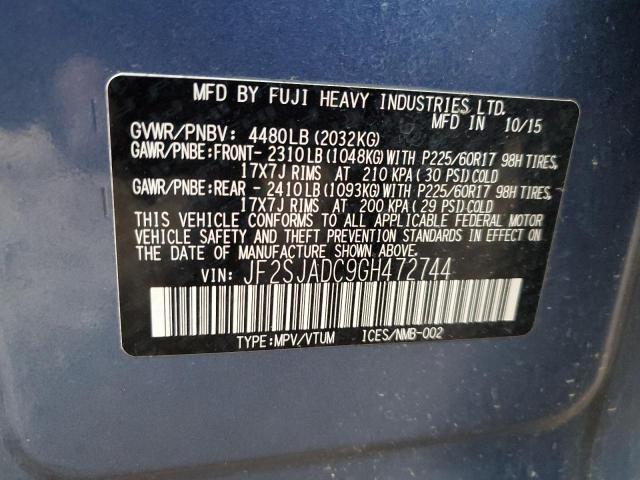 MFD BY FUJI HEAVY INDUSTRIES LTD.
MFD IN 10/15
GVWR/PNBV: 4480LB (2032KG)
GAWR/PNBE:FRONT- 2310LB (1048KG) WITH P225/60R17 98H TIRES,
17X7J RIMS AT 210 KPA ( 30 PSI) COLD
GAWR/PNBE:REAR - 2410LB (1093KG) WITH P225/60R17 98H TIRES,
17X7J RIMS AT 200 KPA ( 29 PSI) COLD
THIS VEHICLE CONFORMS TO ALL APPLICABLE FEDERAL MOTOR
VEHICLE SAFETY AND THEFT PREVENTION STANDARDS IN EFFECT ON
THE DATE OF MANUFACTURE SHOWN ABOVE.
VIN: JF2SJADC9GH472744
TYPE:MPV/VTUM ICES/NMB-002